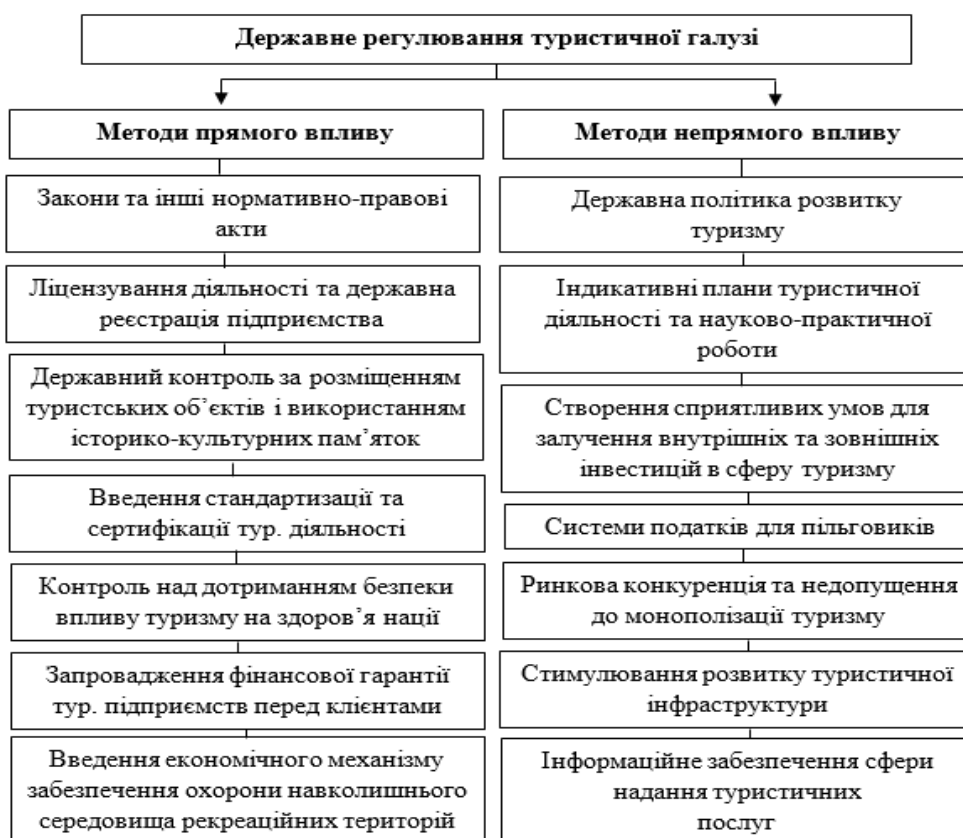 Державне регулювання туристичної галузі
Методи прямого впливу
Закони та інші нормативно-правові
акти
Ліцензування діяльності та державна
реєстрація підприємства
Державний контроль за розміщенням
туристських об’єктів і використанням
історико-культурних пам’яток
Введення стандартизації та
сертифікації тур. діяльності
Контроль над дотриманням безпеки
впливу туризму на здоров’я нації
Запровадження фінансової гарантії
тур. підприємств перед клієнтами
Введення економічного механізму
забезпечення охорони навколишнього
середовища рекреаційних територій
Методи непрямого впливу
Державна політика розвитку
туризму
Індикативні плани туристичної
діяльності та науково-практичної
роботи
Створення сприятливих умов для
залучення внутрішніх та зовнішніх
інвестицій в сферу туризму
Системи податків для пільговиків
Ринкова конкуренція та недопущення
до монополізації туризму
Стимулювання розвитку туристичної
інфраструктури
Інформаційне забезпечення сфери
надання туристичних
послуг